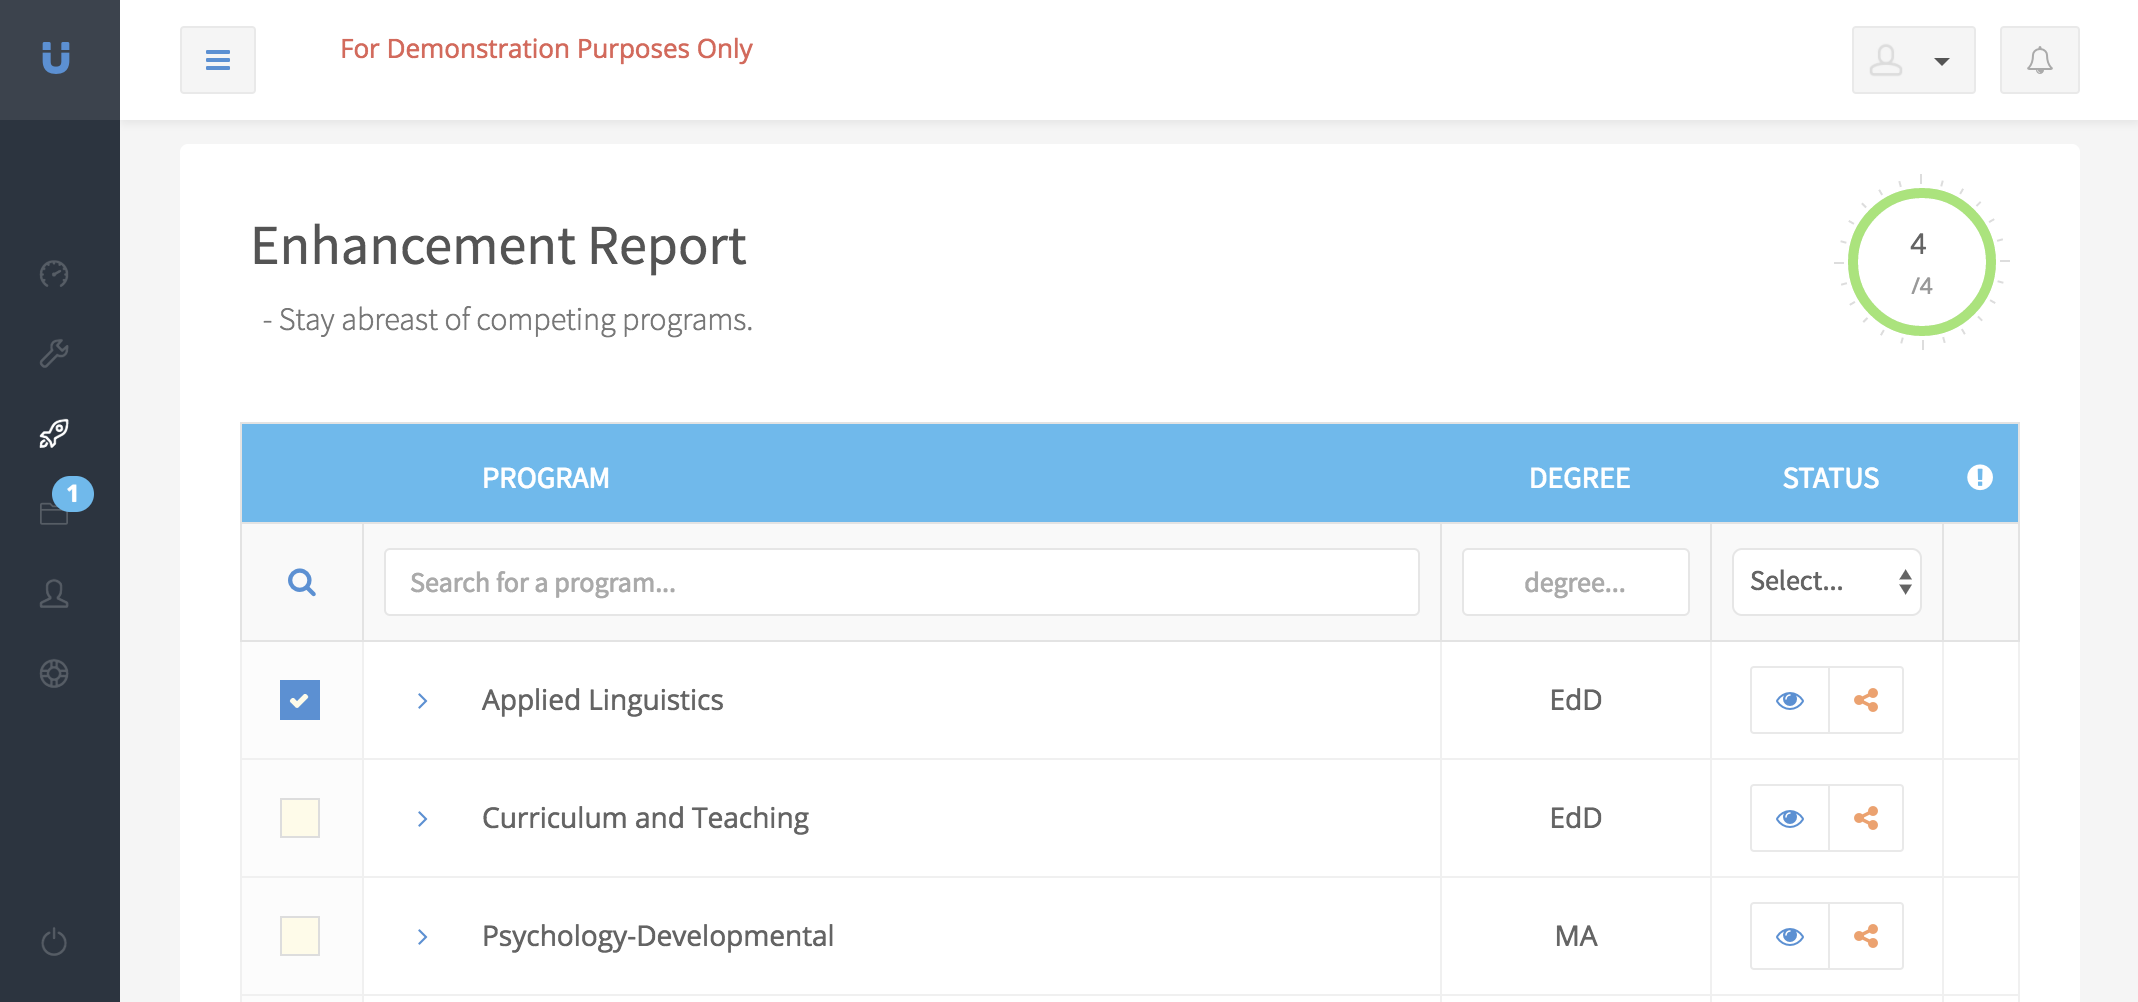 For Demonstration Purposes Only
Enhancement Report
- Stay abreast of competing programs.
4
/4
PROGRAM DEGREE STATUS
Search for a program... degree... Select...
Applied Linguistics EdD
Curriculum and Teaching EdD
Psychology-Developmental MA
1